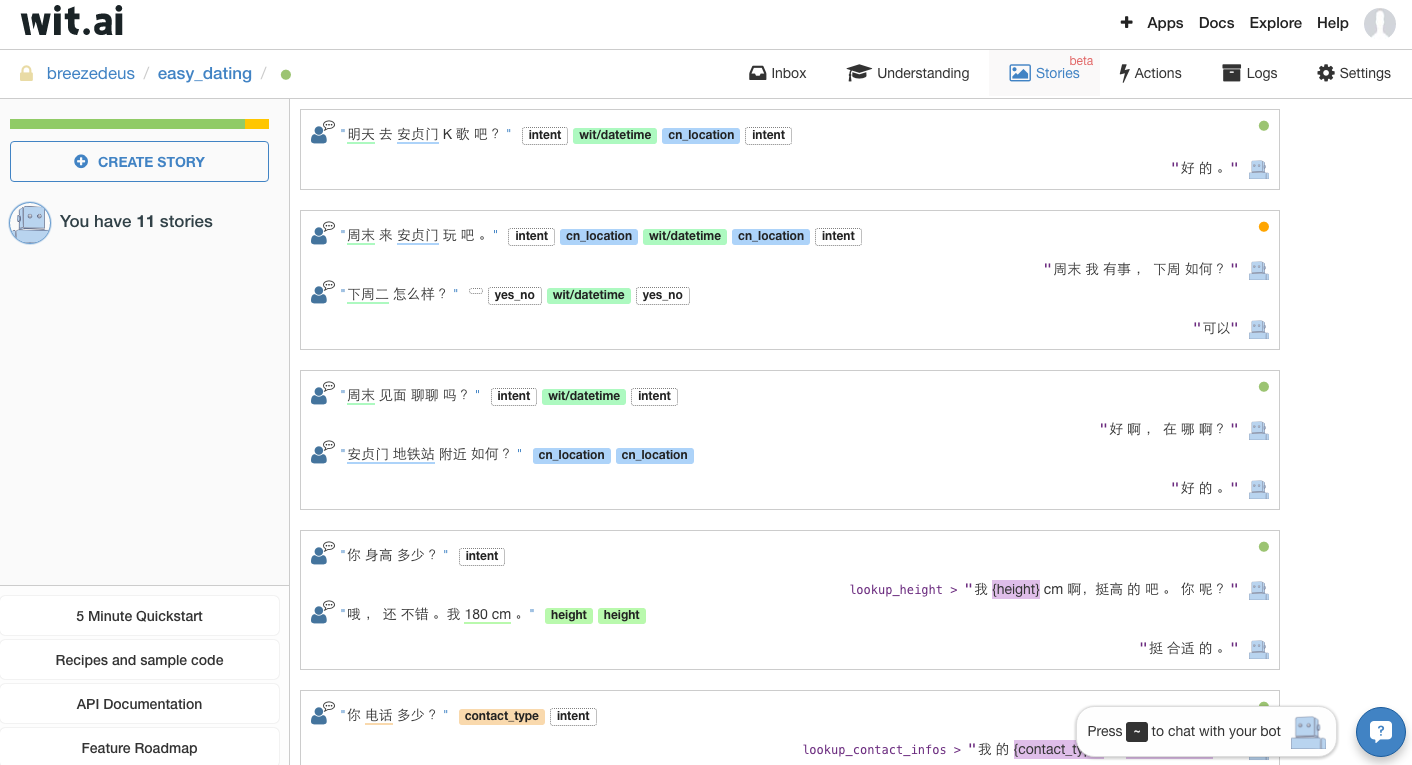 wit.ai
+ Apps Docs Explore Help
breezedeus / easy_dating /
Inbox Understanding Stories beta Actions Logs Settings
CREATE STORY
You have 11 stories
"明天 去 安贞门 K 歌 吧 ? " intent wit/datetime cn_location intent
"好 的 。"
"周末 来 安贞门 玩 吧 。" intent cn_location wit/datetime cn_location intent
"周末 我 有事 , 下周 如何 ? "
"下周二 怎么样 ? " yes_no wit/datetime yes_no
"可以"
"周末 见面 聊聊 吗 ? " intent wit/datetime intent
"好 啊 , 在 哪 啊 ? "
"安贞门 地铁站 附近 如何 ? " cn_location cn_location
"好 的 。"
"你 身高 多少 ? " intent
lookup_height > "我 {height} cm 啊, 挺高 的 吧 。 你 呢 ? "
"哦 , 还 不错 。我 180 cm 。" height height
"挺 合适 的 。"
"你 电话 多少 ? " contact_type intent
lookup_contact_infos > "我 的
5 Minute Quickstart
Recipes and sample code
API Documentation
Feature Roadmap
Press ~ to chat with your bot
?